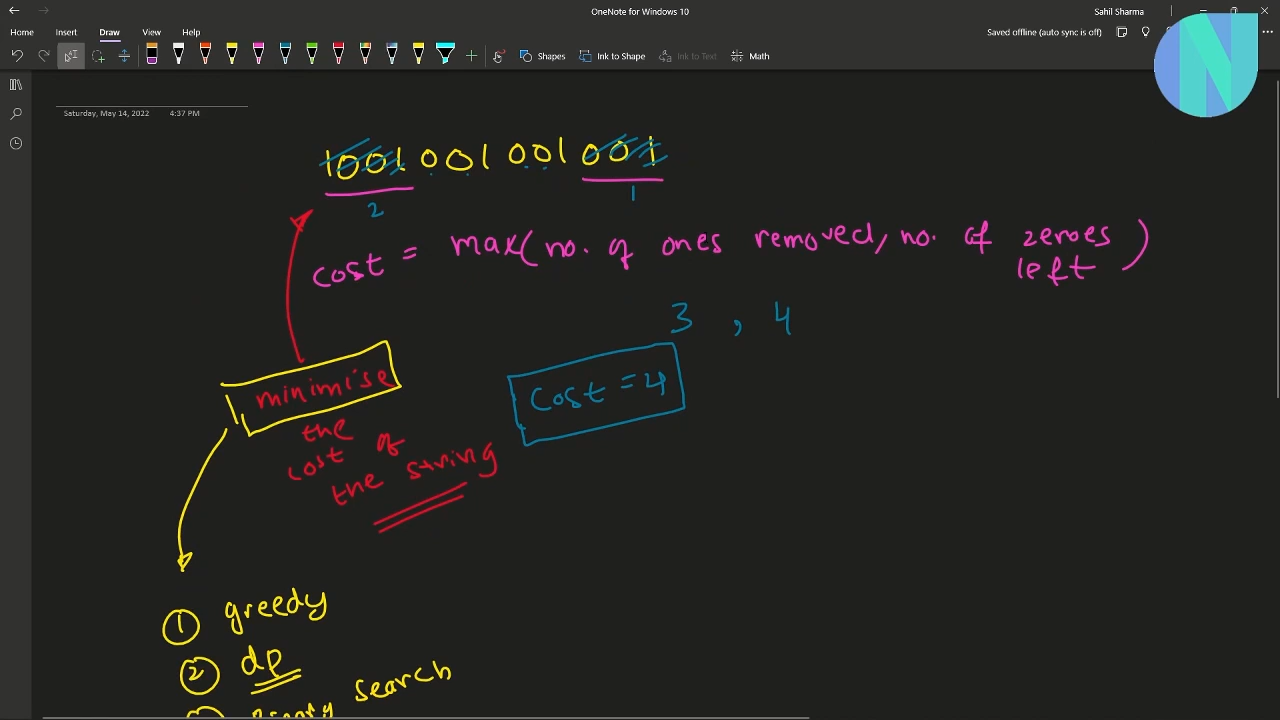 OneNote for Windows 10
Sahil Sharma
Home Insert Draw View Help
Saved offline (auto sync is off)
Shapes Ink to Shape Ink to Text Math
Saturday, May 14, 2022 4:37 PM
1001001001001
2 1
cost = max(no. of ones removed, no. of zeroes left)
3 , 4
cost = 4
minimise
the
cost of
the string
1 greedy
2 dp
Binary search